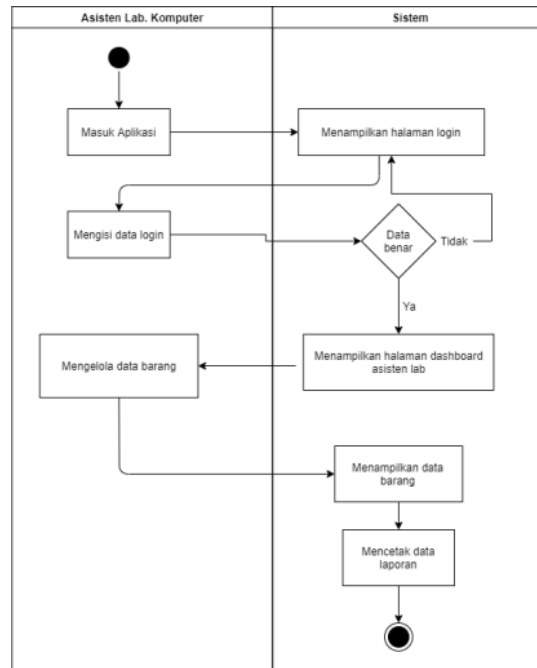 Asisten Lab. Komputer
Sistem
Masuk Aplikasi
Menampilkan halaman login
Mengisi data login
Data
benar
Tidak
Ya
Menampilkan halaman dashboard
asisten lab
Mengelola data barang
Menampilkan data
barang
Mencetak data
laporan